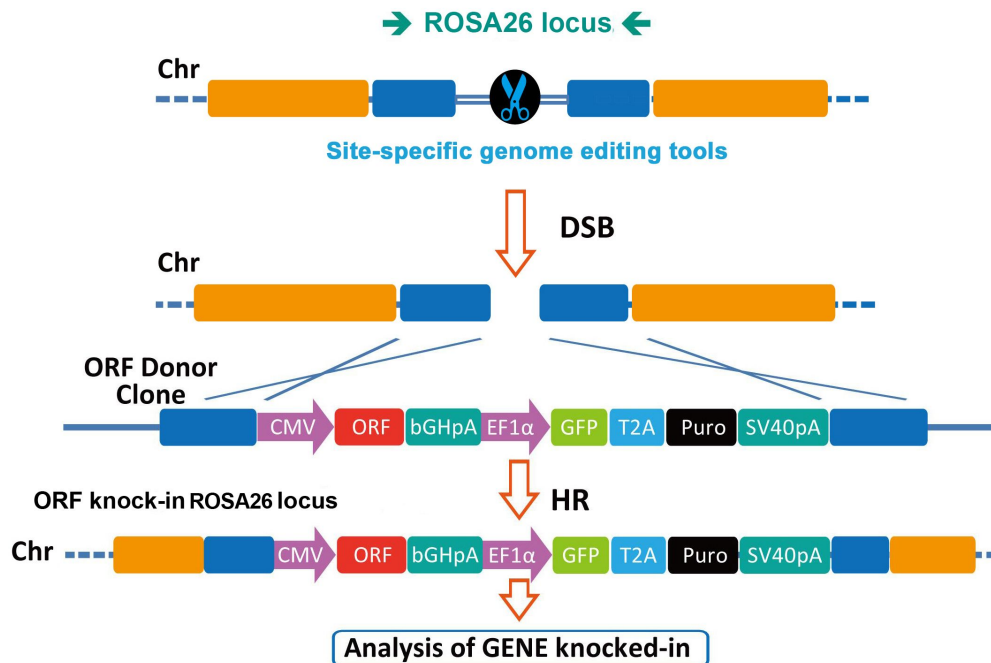 ROSA26 locus
Chr
Site-specific genome editing tools
DSB
Chr
ORF Donor
Clone
CMV ORF bGHpA EF1α GFP T2A Puro SV40pA
HR
ORF knock-in ROSA26 locus
Chr
CMV ORF bGHpA EF1α GFP T2A Puro SV40pA
Analysis of GENE knocked-in